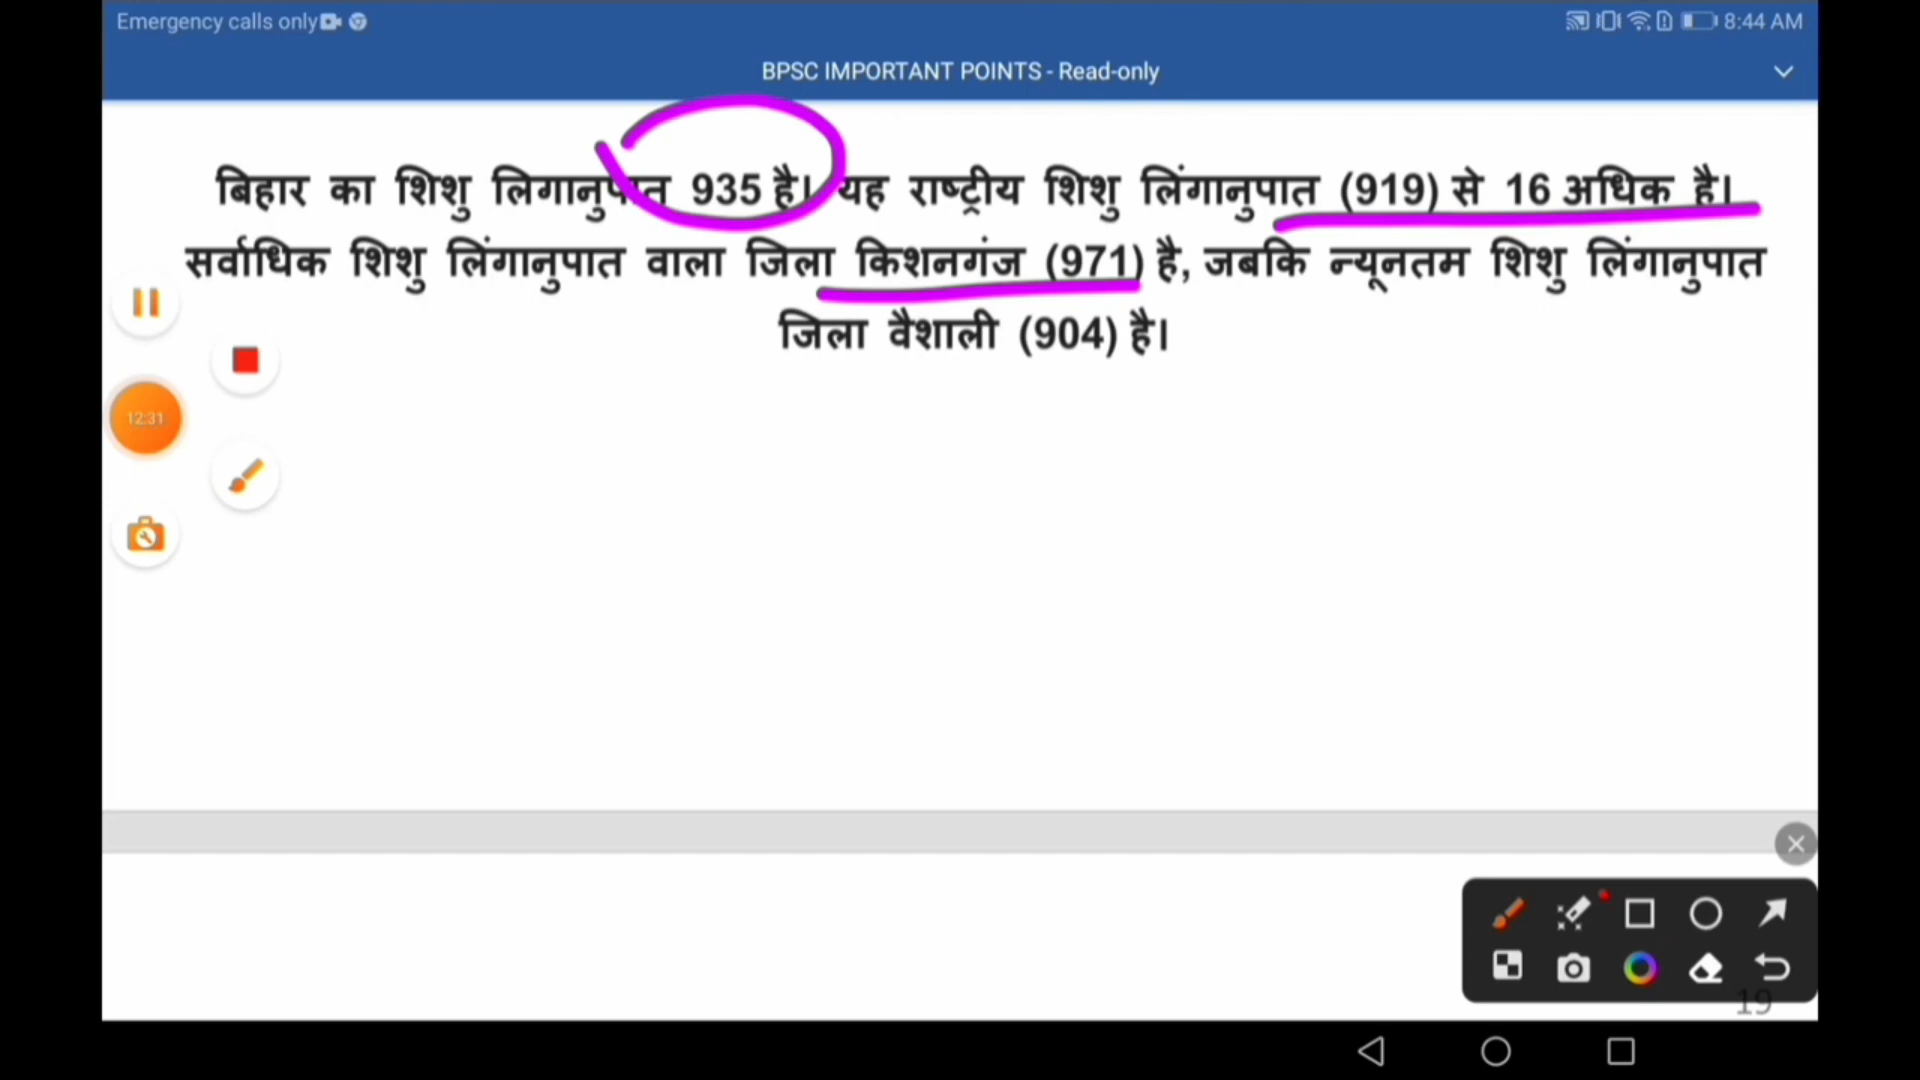 Emergency calls only
8:44 AM
BPSC IMPORTANT POINTS - Read-only
बिहार का शिशु लिगानुपात 935 है। यह राष्ट्रीय शिशु लिंगानुपात (919) से 16 अधिक है।
सर्वाधिक शिशु लिंगानुपात वाला जिला किशनगंज (971) है, जबकि न्यूनतम शिशु लिंगानुपात
जिला वैशाली (904) है।
12:31
19